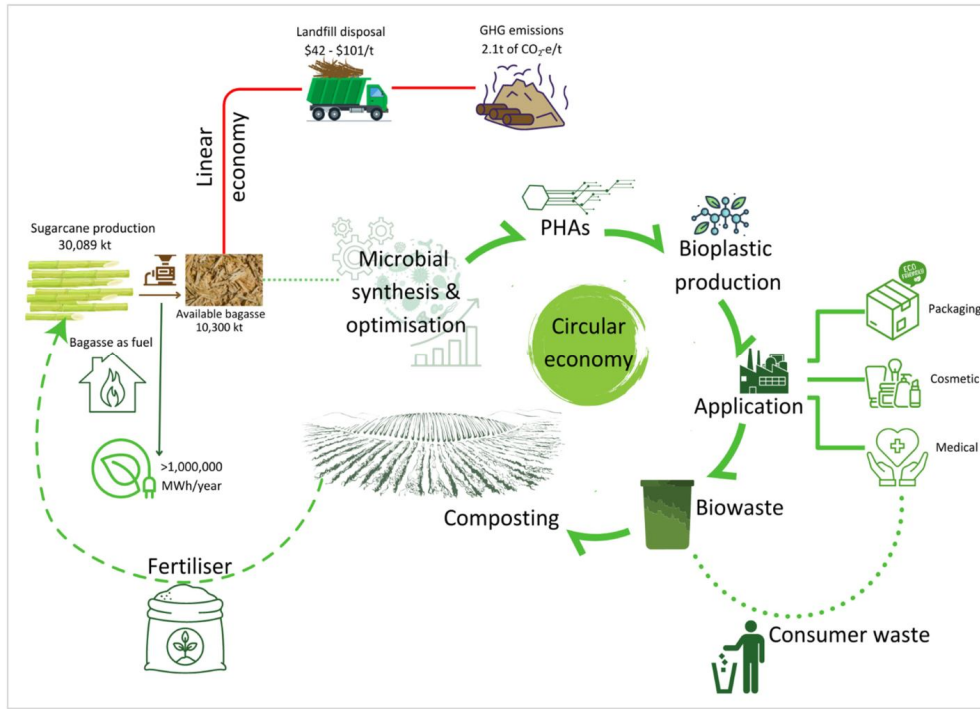 Landfill disposal
$42 - $101/t
GHG emissions
2.1t of CO₂-e/t
Linear
economy
Sugarcane production
30,089 kt
Available bagasse
10,300 kt
Bagasse as fuel
>1,000,000
MWh/year
Microbial
synthesis &
optimisation
PHAs
Bioplastic
production
Circular
economy
Application
ECO
FRIENDLY
Packaging
Cosmetic
Medical
Biowaste
Composting
Fertiliser
Consumer waste